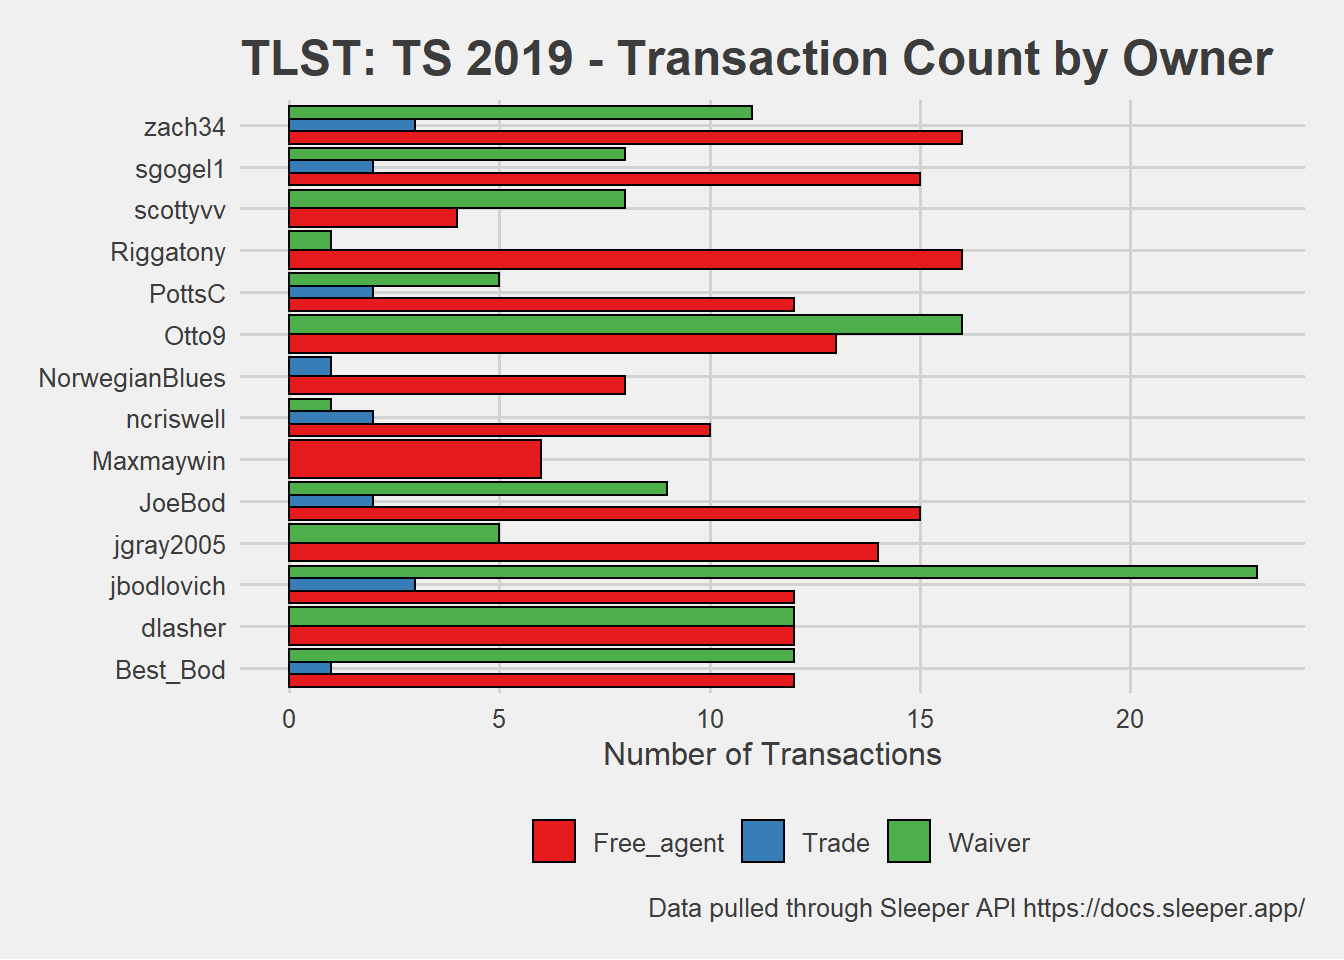 TLST: TS 2019 - Transaction Count by Owner
zach34
sgogel1
scottyvv
Riggatony
PottsC
Otto9
NorwegianBlues
ncriswell
Maxmaywin
JoeBod
jgray2005
jbodlovich
dlasher
Best_Bod
0 5 10 15 20
Number of Transactions
Free_agent Trade Waiver
Data pulled through Sleeper API https://docs.sleeper.app/